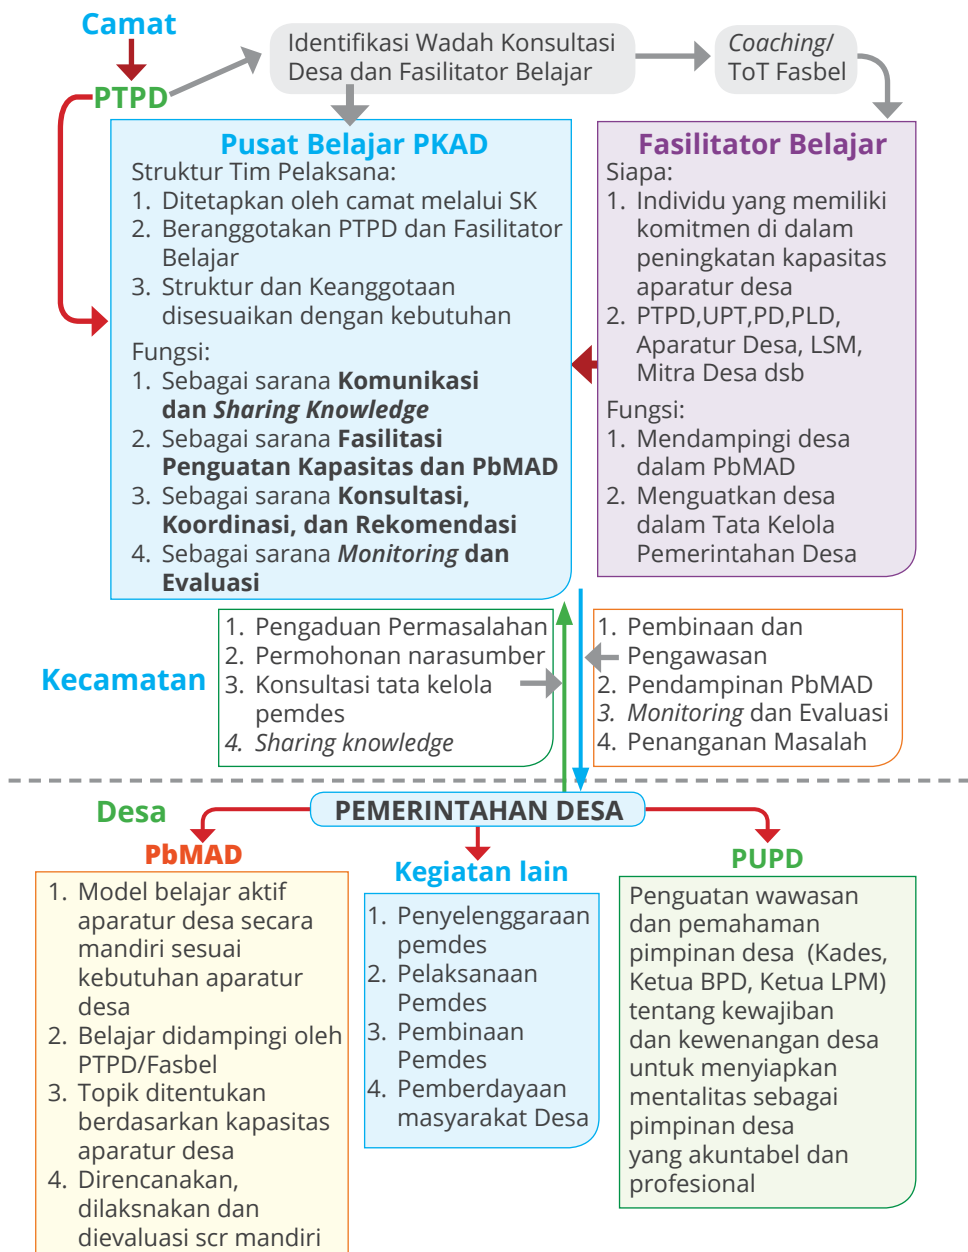 Camat
PTPD
Identifikasi Wadah Konsultasi
Desa dan Fasilitator Belajar
Coaching/
ToT Fasbel
Pusat Belajar PKAD
Struktur Tim Pelaksana:
1. Ditetapkan oleh camat melalui SK
2. Beranggotakan PTPD dan Fasilitator
Belajar
3. Struktur dan Keanggotaan
disesuaikan dengan kebutuhan
Fungsi:
1. Sebagai sarana Komunikasi
dan Sharing Knowledge
2. Sebagai sarana Fasilitasi
Penguatan Kapasitas dan PbMAD
3. Sebagai sarana Konsultasi,
Koordinasi, dan Rekomendasi
4. Sebagai sarana Monitoring dan
Evaluasi
Fasilitator Belajar
Siapa:
1. Individu yang memiliki
komitmen di dalam
peningkatan kapasitas
aparatur desa
2. PTPD,UPT,PD,PLD,
Aparatur Desa, LSM,
Mitra Desa dsb
Fungsi:
1. Mendampingi desa
dalam PbMAD
2. Menguatkan desa
dalam Tata Kelola
Pemerintahan Desa
Kecamatan
1. Pengaduan Permasalahan
2. Permohonan narasumber
3. Konsultasi tata kelola
pemdes
4. Sharing knowledge
1. Pembinaan dan
Pengawasan
2. Pendampinan PbMAD
3. Monitoring dan Evaluasi
4. Penanganan Masalah
Desa
PEMERINTAHAN DESA
PbMAD
1. Model belajar aktif
aparatur desa secara
mandiri sesuai
kebutuhan aparatur
desa
2. Belajar didampingi oleh
PTPD/Fasbel
3. Topik ditentukan
berdasarkan kapasitas
aparatur desa
4. Direncanakan,
dilaksnakan dan
dievaluasi scr mandiri
Kegiatan lain
1. Penyelenggaraan
pemdes
2. Pelaksanaan
Pemdes
3. Pembinaan
Pemdes
4. Pemberdayaan
masyarakat Desa
PUPD
Penguatan wawasan
dan pemahaman
pimpinan desa (Kades,
Ketua BPD, Ketua LPM)
tentang kewajiban
dan kewenangan desa
untuk menyiapkan
mentalitas sebagai
pimpinan desa
yang akuntabel dan
profesional